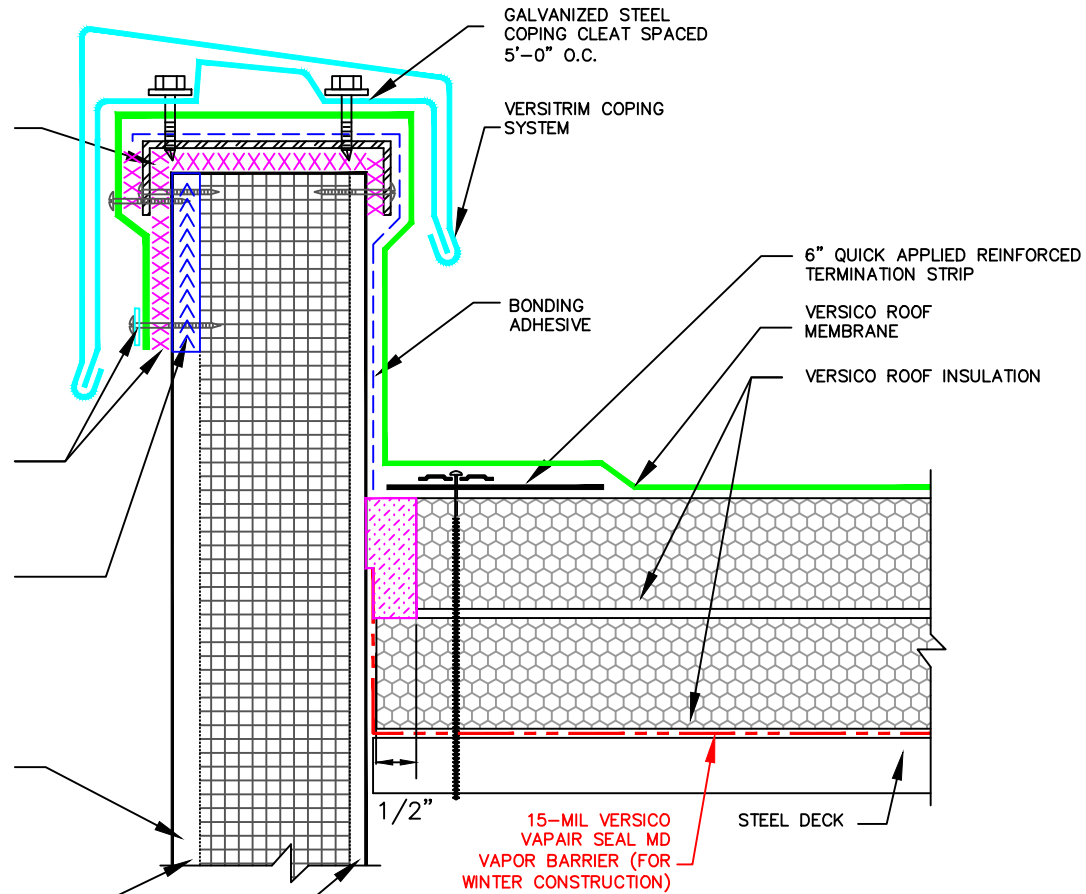 GALVANIZED STEEL
COPING CLEAT SPACED
5'-0" O.C.
VERSITRIM COPING
SYSTEM
6" QUICK APPLIED REINFORCED
TERMINATION STRIP
BONDING
ADHESIVE
VERSICO ROOF
MEMBRANE
VERSICO ROOF INSULATION
1/2"
15-MIL VERSICO
VAPAIR SEAL MD
VAPOR BARRIER (FOR
WINTER CONSTRUCTION)
STEEL DECK